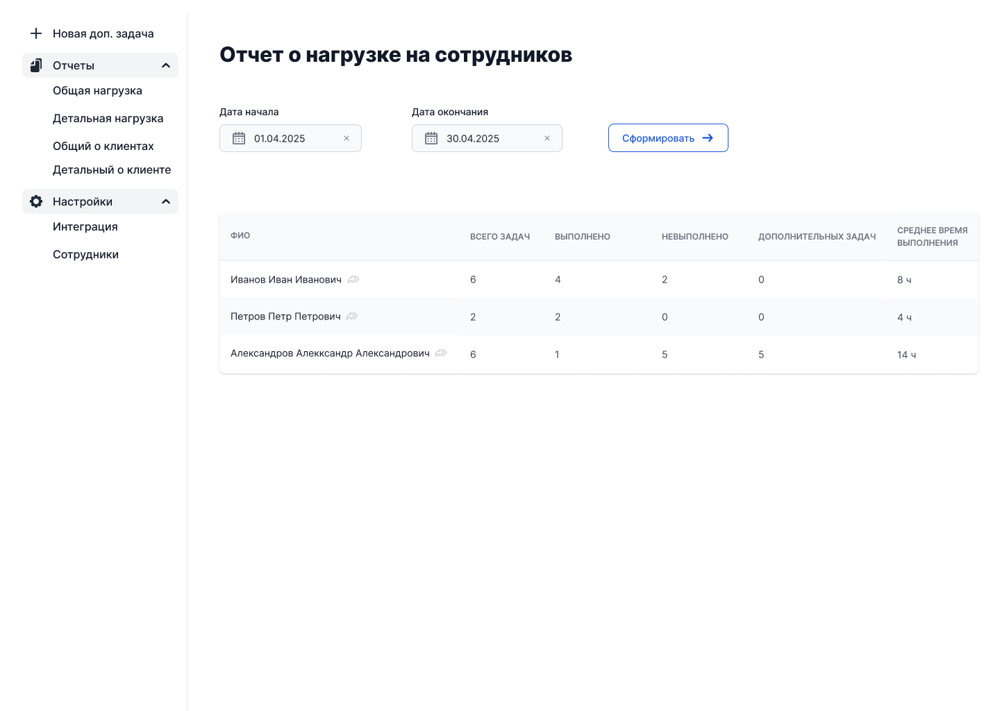 Новая доп. задача
Отчеты
Общая нагрузка
Детальная нагрузка
Общий о клиентах
Детальный о клиенте
Настройки
Интеграция
Сотрудники
Отчет о нагрузке на сотрудников
Дата начала
Дата окончания
01.04.2025
30.04.2025
Сформировать
ФИО ВСЕГО ЗАДАЧ ВЫПОЛНЕНО НЕВЫПОЛНЕНО ДОПОЛНИТЕЛЬНЫХ ЗАДАЧ СРЕДНЕЕ ВРЕМЯ
ВЫПОЛНЕНИЯ
Иванов Иван Иванович 6 4 2 0 8 ч
Петров Петр Петрович 2 2 0 0 4 ч
Александров Алекксандр Александрович 6 1 5 5 14 ч